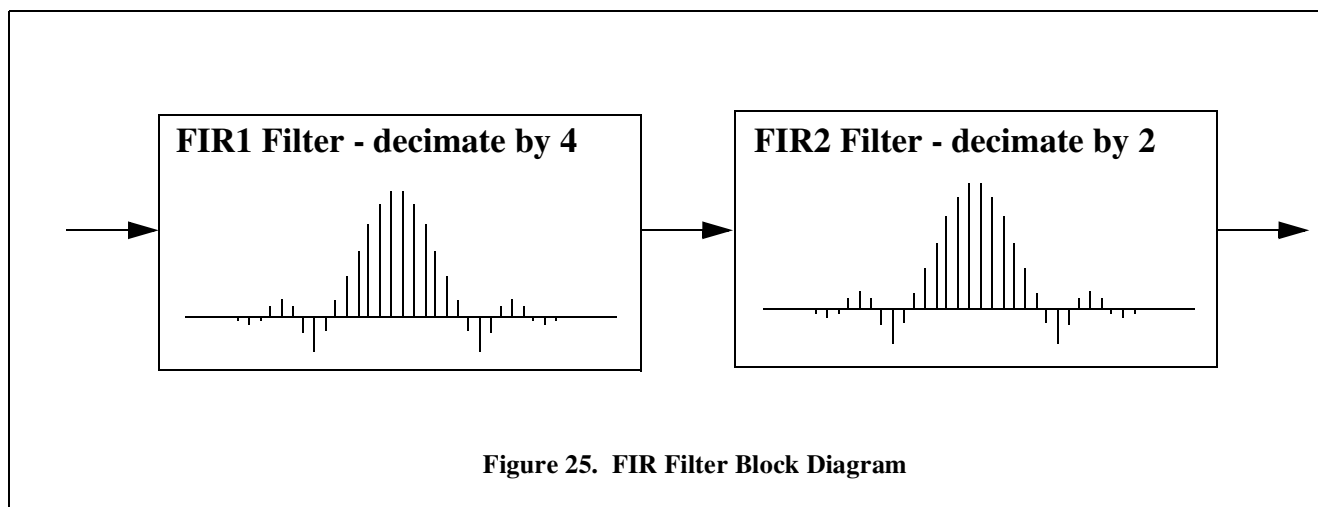 FIR1 Filter - decimate by 4
FIR2 Filter - decimate by 2
Figure 25. FIR Filter Block Diagram